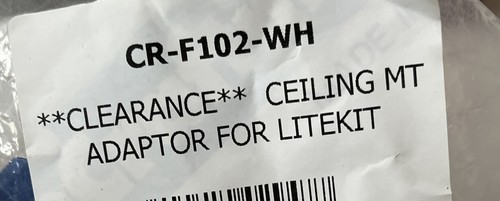 CR-F102-WH
**CLEARANCE** CEILING MT
ADAPTOR FOR LITEKIT